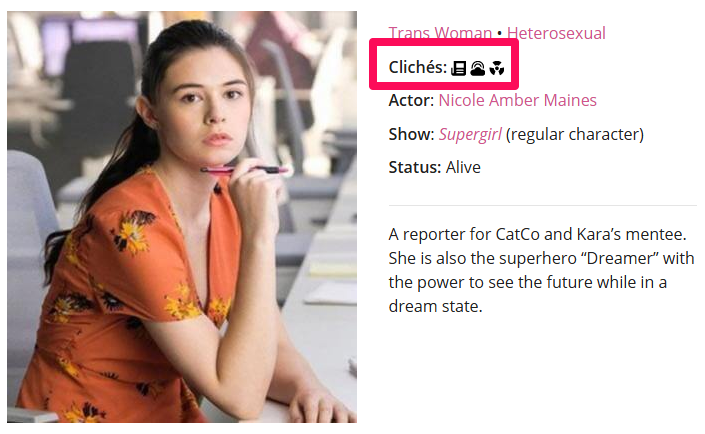 Trans Woman • Heterosexual
Clichés:
Actor: Nicole Amber Maines
Show: Supergirl (regular character)
Status: Alive
A reporter for CatCo and Kara’s mentee.
She is also the superhero “Dreamer” with
the power to see the future while in a
dream state.